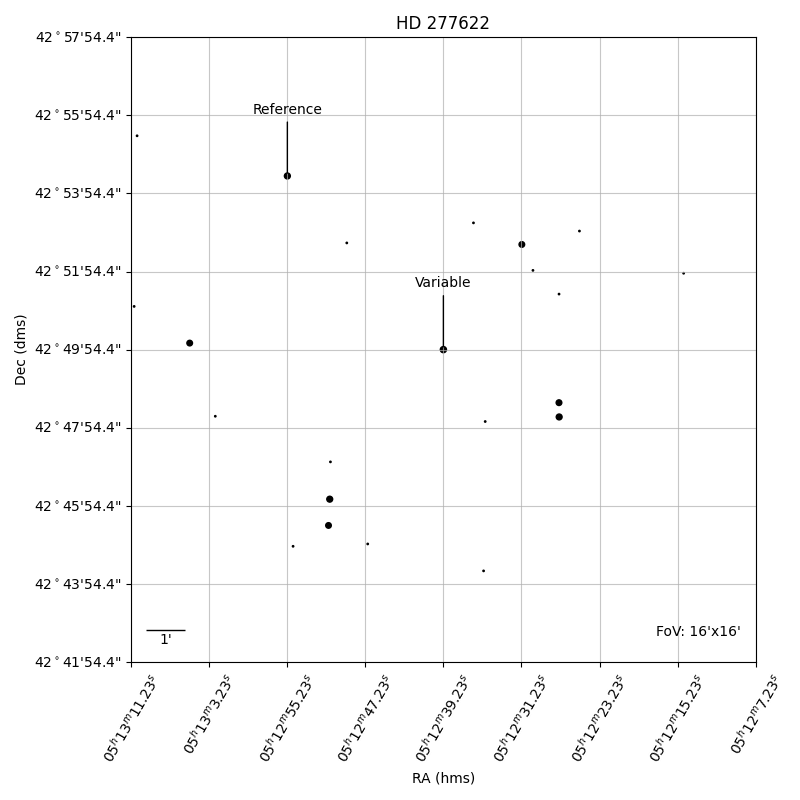 HD 277622
42°57'54.4"
42°55'54.4"
42°53'54.4"
42°51'54.4"
42°49'54.4"
42°47'54.4"
42°45'54.4"
42°43'54.4"
42°41'54.4"
Dec (dms)
Reference
Variable
1'
FoV: 16'x16'
05ʰ13ᵐ11.23ˢ
05ʰ13ᵐ3.23ˢ
05ʰ12ᵐ55.23ˢ
05ʰ12ᵐ47.23ˢ
05ʰ12ᵐ39.23ˢ
05ʰ12ᵐ31.23ˢ
05ʰ12ᵐ23.23ˢ
05ʰ12ᵐ15.23ˢ
05ʰ12ᵐ7.23ˢ
RA (hms)